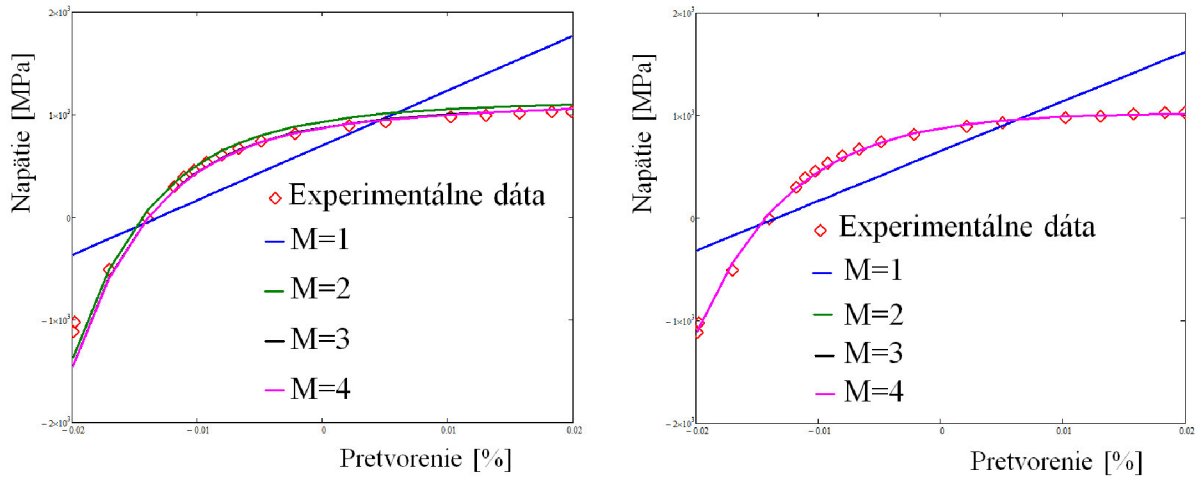 2×10³
Napätie [MPa]
1×10³
0
−1×10³
−2×10³
Experimentálne dáta
M=1
M=2
M=3
M=4
−0.02
−0.01
0
0.01
0.02
Pretvorenie [%]
2×10³
Napätie [MPa]
1×10³
0
−1×10³
−2×10³
Experimentálne dáta
M=1
M=2
M=3
M=4
−0.02
−0.01
0
0.01
0.02
Pretvorenie [%]